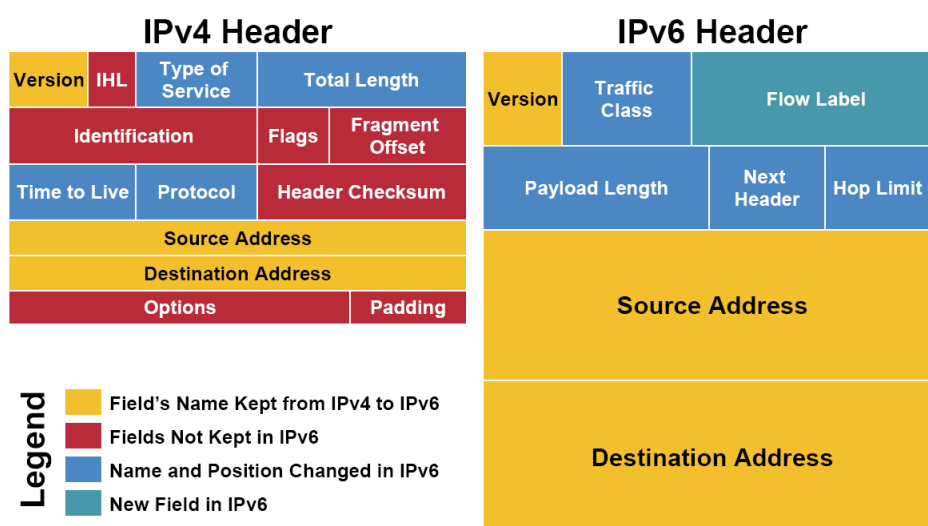 IPv4 Header
Version IHL Type of Service Total Length
Identification Flags Fragment Offset
Time to Live Protocol Header Checksum
Source Address
Destination Address
Options Padding
IPv6 Header
Version Traffic Class Flow Label
Payload Length Next Header Hop Limit
Source Address
Destination Address
Legend
Field's Name Kept from IPv4 to IPv6
Fields Not Kept in IPv6
Name and Position Changed in IPv6
New Field in IPv6